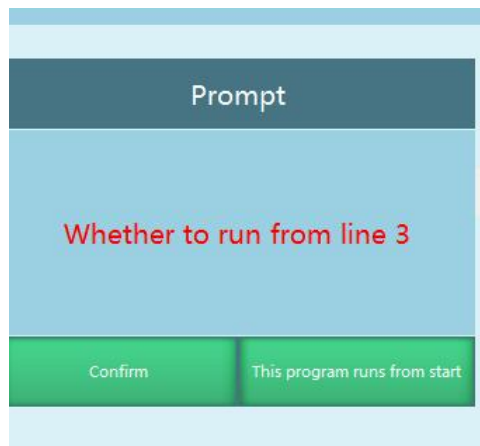 Prompt
Whether to run from line 3
Confirm
This program runs from start